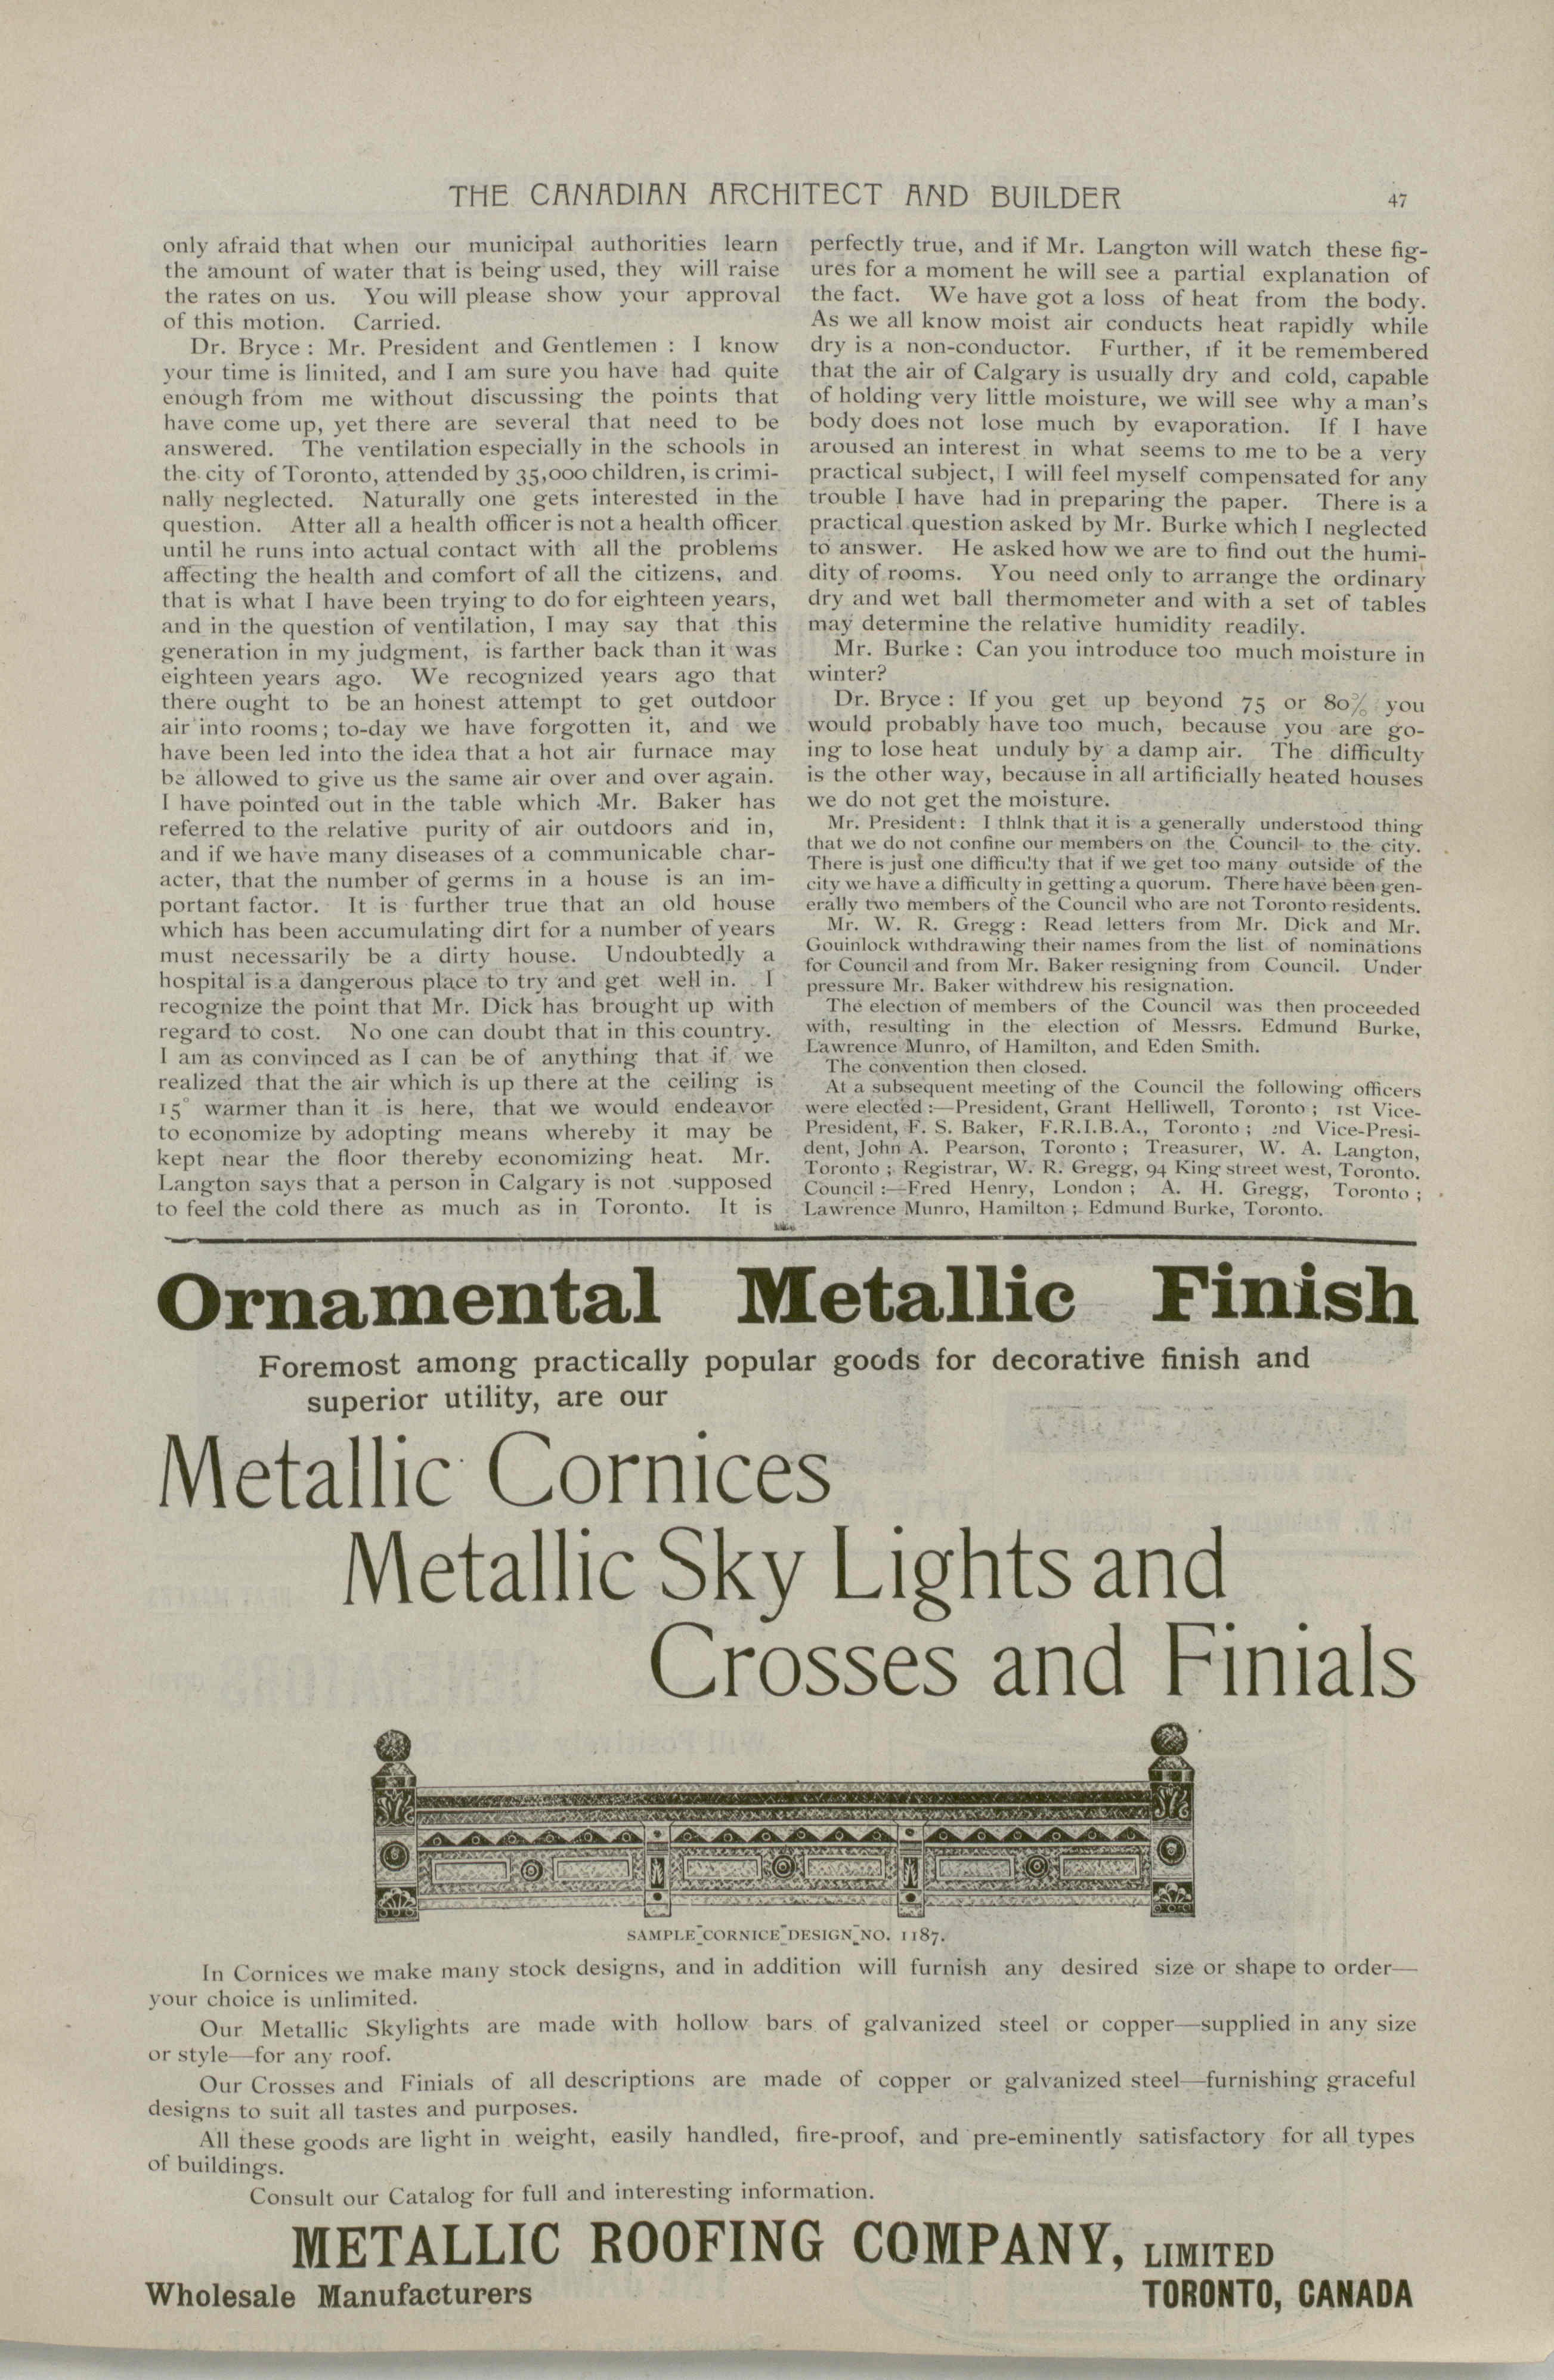 THE CANADIAN ARCHITECT AND BUILDER
47
only afraid that when our municipal authorities learn
the amount of water that is being used, they will raise
the rates on us. You will please show your approval
of this motion. Carried.
Dr. Bryce : Mr. President and Gentlemen : I know
your time is limited, and I am sure you have had quite
enough from me without discussing the points that
have come up, yet there are several that need to be
answered. The ventilation especially in the schools in
the city of Toronto, attended by 35,000 children, is crimi-
nally neglected. Naturally one gets interested in the
question. Atter all a health officer is not a health officer
until he runs into actual contact with all the problems
affecting the health and comfort of all the citizens, and
that is what I have been trying to do for eighteen years,
and in the question of ventilation, I may say that this
generation in my judgment, is farther back than it was
eighteen years ago. We recognized years ago that
there ought to be an honest attempt to get outdoor
air into rooms; to-day we have forgotten it, and we
have been led into the idea that a hot air furnace may
be allowed to give us the same air over and over again.
I have pointed out in the table which Mr. Baker has
referred to the relative purity of air outdoors and in,
and if we have many diseases of a communicable char-
acter, that the number of germs in a house is an im-
portant factor. It is further true that an old house
which has been accumulating dirt for a number of years
must necessarily be a dirty house. Undoubtedly a
hospital is a dangerous place to try and get well in. I
recognize the point that Mr. Dick has brought up with
regard to cost. No one can doubt that in this country.
I am as convinced as I can be of anything that if we
realized that the air which is up there at the ceiling is
15° warmer than it is here, that we would endeavor
to economize by adopting means whereby it may be
kept near the floor thereby economizing heat. Mr.
Langton says that a person in Calgary is not supposed
to feel the cold there as much as in Toronto. It is
perfectly true, and if Mr. Langton will watch these fig-
ures for a moment he will see a partial explanation of
the fact. We have got a loss of heat from the body.
As we all know moist air conducts heat rapidly while
dry is a non-conductor. Further, if it be remembered
that the air of Calgary is usually dry and cold, capable
of holding very little moisture, we will see why a man's
body does not lose much by evaporation. If I have
aroused an interest in what seems to me to be a very
practical subject, I will feel myself compensated for any
trouble I have had in preparing the paper. There is a
practical question asked by Mr. Burke which I neglected
to answer. He asked how we are to find out the humi-
dity of rooms. You need only to arrange the ordinary
dry and wet ball thermometer and with a set of tables
may determine the relative humidity readily.
Mr. Burke : Can you introduce too much moisture in
winter?
Dr. Bryce : If you get up beyond 75 or 80% you
would probably have too much, because you are go-
ing to lose heat unduly by a damp air. The difficulty
is the other way, because in all artificially heated houses
we do not get the moisture.
Mr. President: I think that it is a generally understood thing
that we do not confine our members on the Council to the city.
There is just one difficulty that if we get too many outside of the
city we have a difficulty in getting a quorum. There have been gen-
erally two members of the Council who are not Toronto residents.
Mr. W. R. Gregg: Read letters from Mr. Dick and Mr.
Gouinlock withdrawing their names from the list of nominations
for Council and from Mr. Baker resigning from Council. Under
pressure Mr. Baker withdrew his resignation.
The election of members of the Council was then proceeded
with, resulting in the election of Messrs. Edmund Burke,
Lawrence Munro, of Hamilton, and Eden Smith.
The convention then closed.
At a subsequent meeting of the Council the following officers
were elected :—President, Grant Helliwell, Toronto ; 1st Vice-
President, F. S. Baker, F.R.I.B.A., Toronto ; 2nd Vice-Presi-
dent, John A. Pearson, Toronto ; Treasurer, W. A. Langton,
Toronto ; Registrar, W. R. Gregg, 94 King street west, Toronto.
Council :—Fred Henry, London ; A. H. Gregg, Toronto ;
Lawrence Munro, Hamilton ; Edmund Burke, Toronto.
Ornamental Metallic Finish
Foremost among practically popular goods for decorative finish and
superior utility, are our
Metallic Cornices
Metallic Sky Lights and
Crosses and Finials
SAMPLE CORNICE DESIGN NO. 1187.
In Cornices we make many stock designs, and in addition will furnish any desired size or shape to order—
your choice is unlimited.
Our Metallic Skylights are made with hollow bars of galvanized steel or copper—supplied in any size
or style—for any roof.
Our Crosses and Finials of all descriptions are made of copper or galvanized steel—furnishing graceful
designs to suit all tastes and purposes.
All these goods are light in weight, easily handled, fire-proof, and pre-eminently satisfactory for all types
of buildings.
Consult our Catalog for full and interesting information.
METALLIC ROOFING COMPANY, LIMITED
Wholesale Manufacturers
TORONTO, CANADA